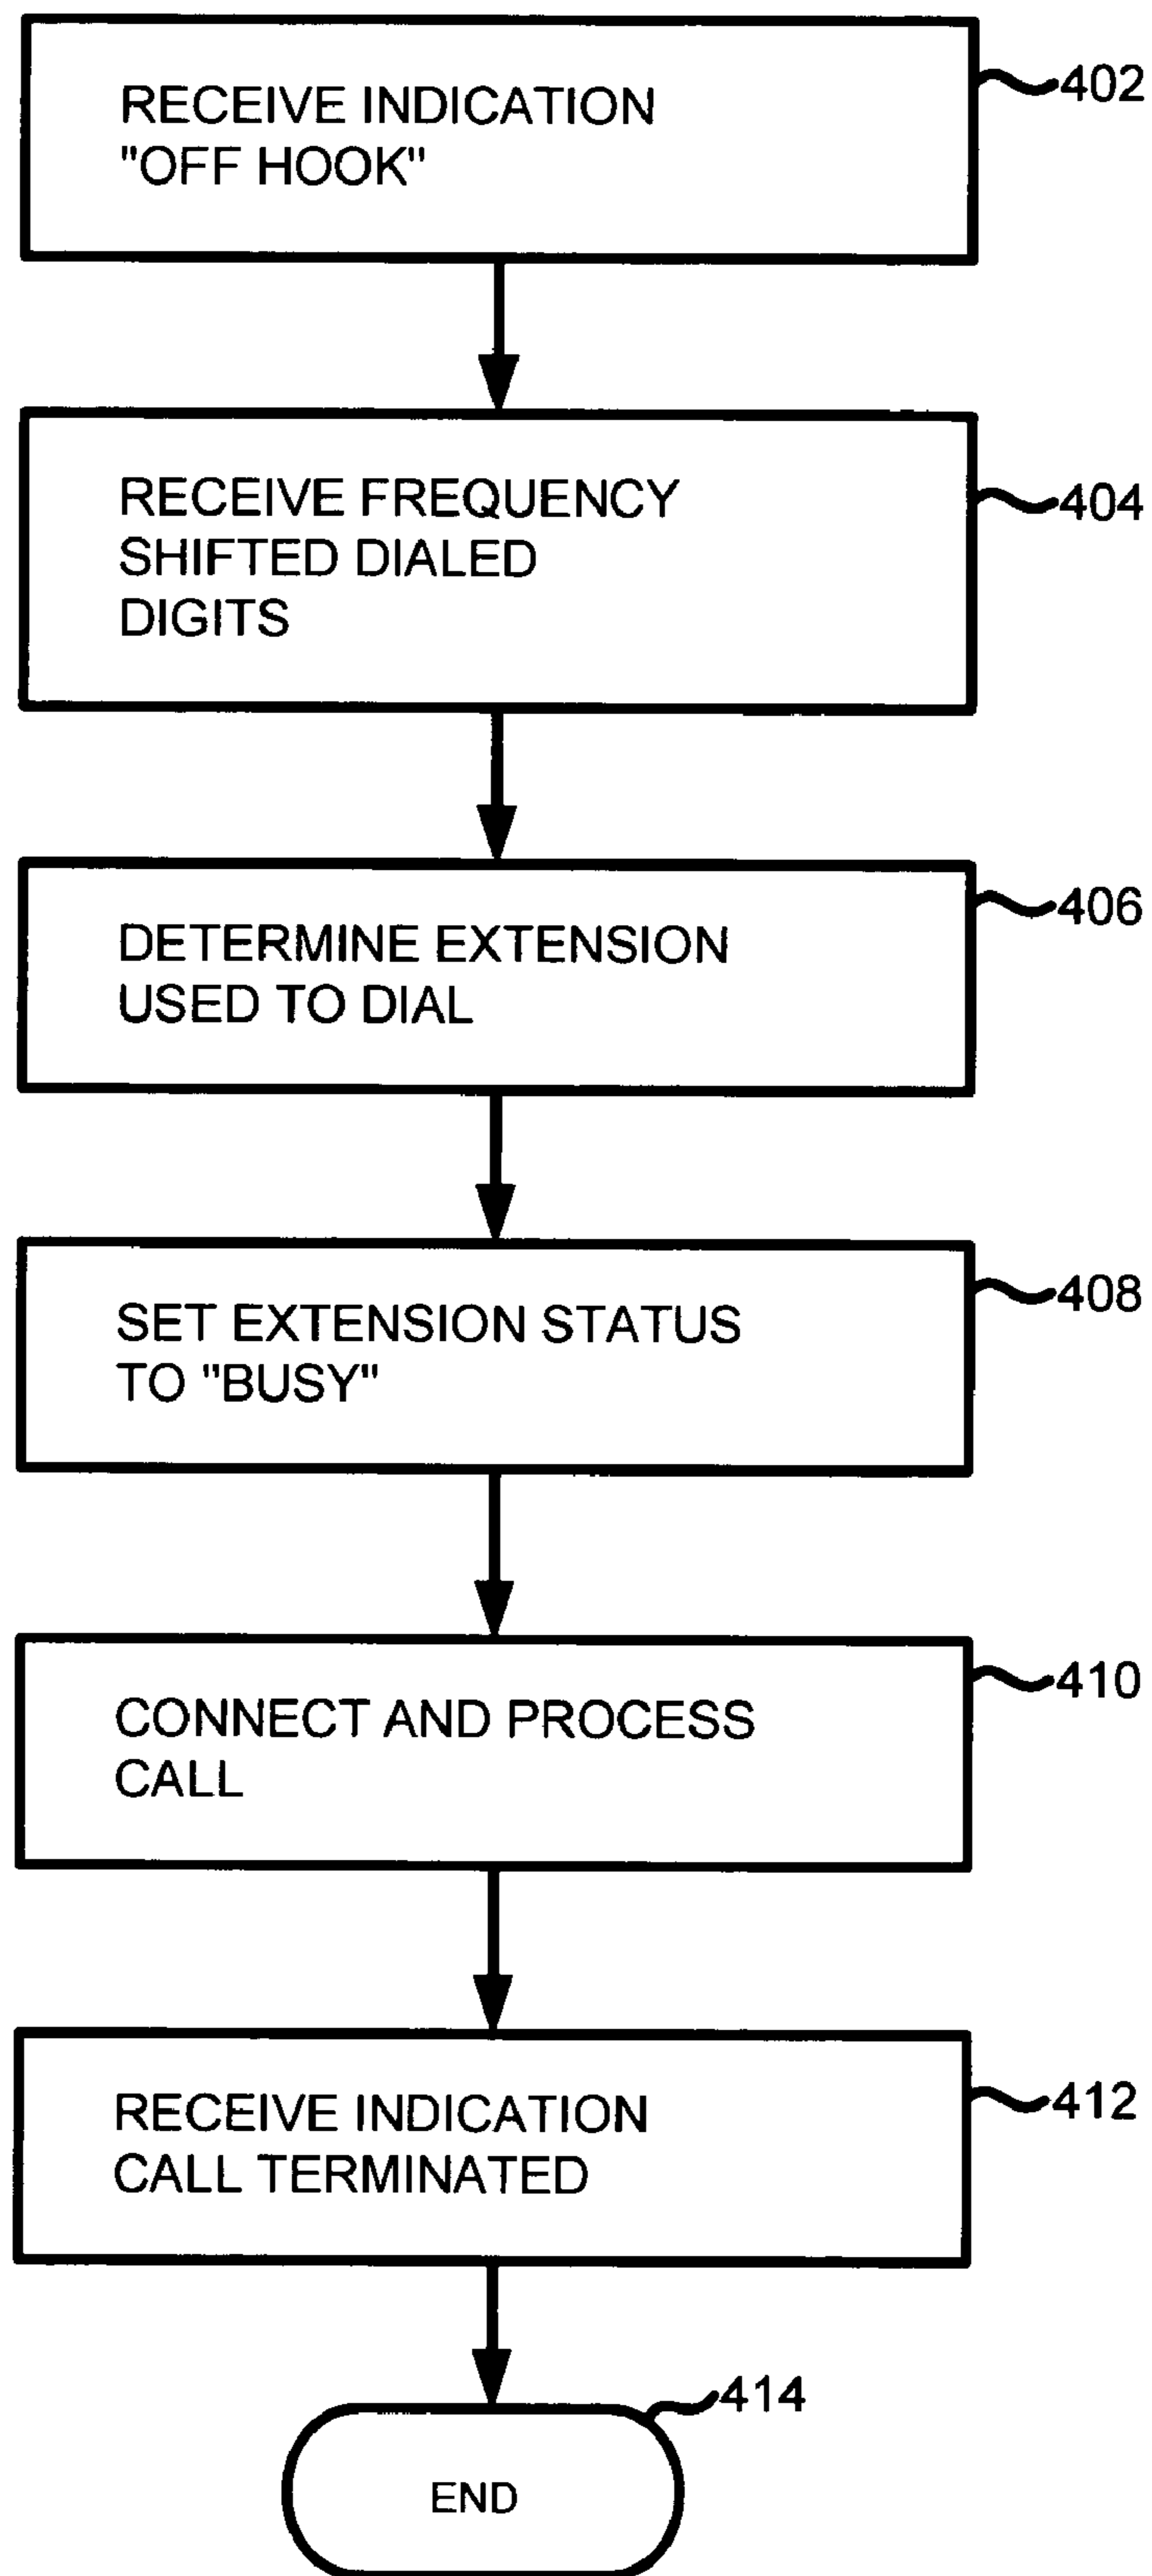 RECEIVE INDICATION
"OFF HOOK"
402
RECEIVE FREQUENCY
SHIFTED DIALED
DIGITS
404
DETERMINE EXTENSION
USED TO DIAL
406
SET EXTENSION STATUS
TO "BUSY"
408
CONNECT AND PROCESS
CALL
410
RECEIVE INDICATION
CALL TERMINATED
412
414
END